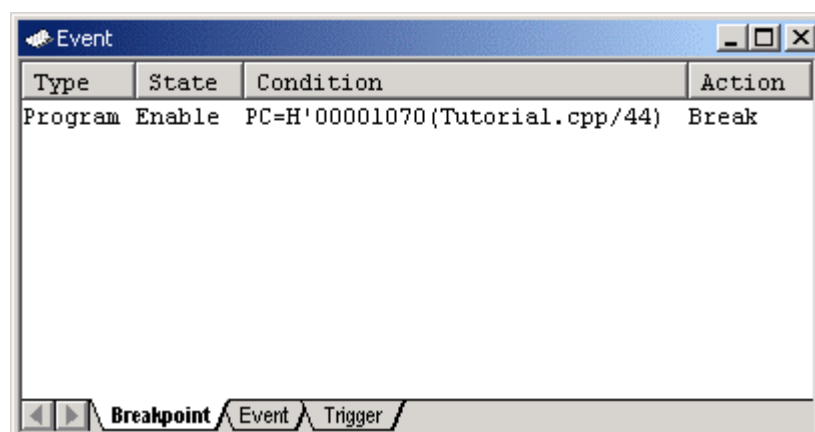 Event
Type State Condition Action
Program Enable PC=H'00001070(Tutorial.cpp/44) Break
Breakpoint Event Trigger